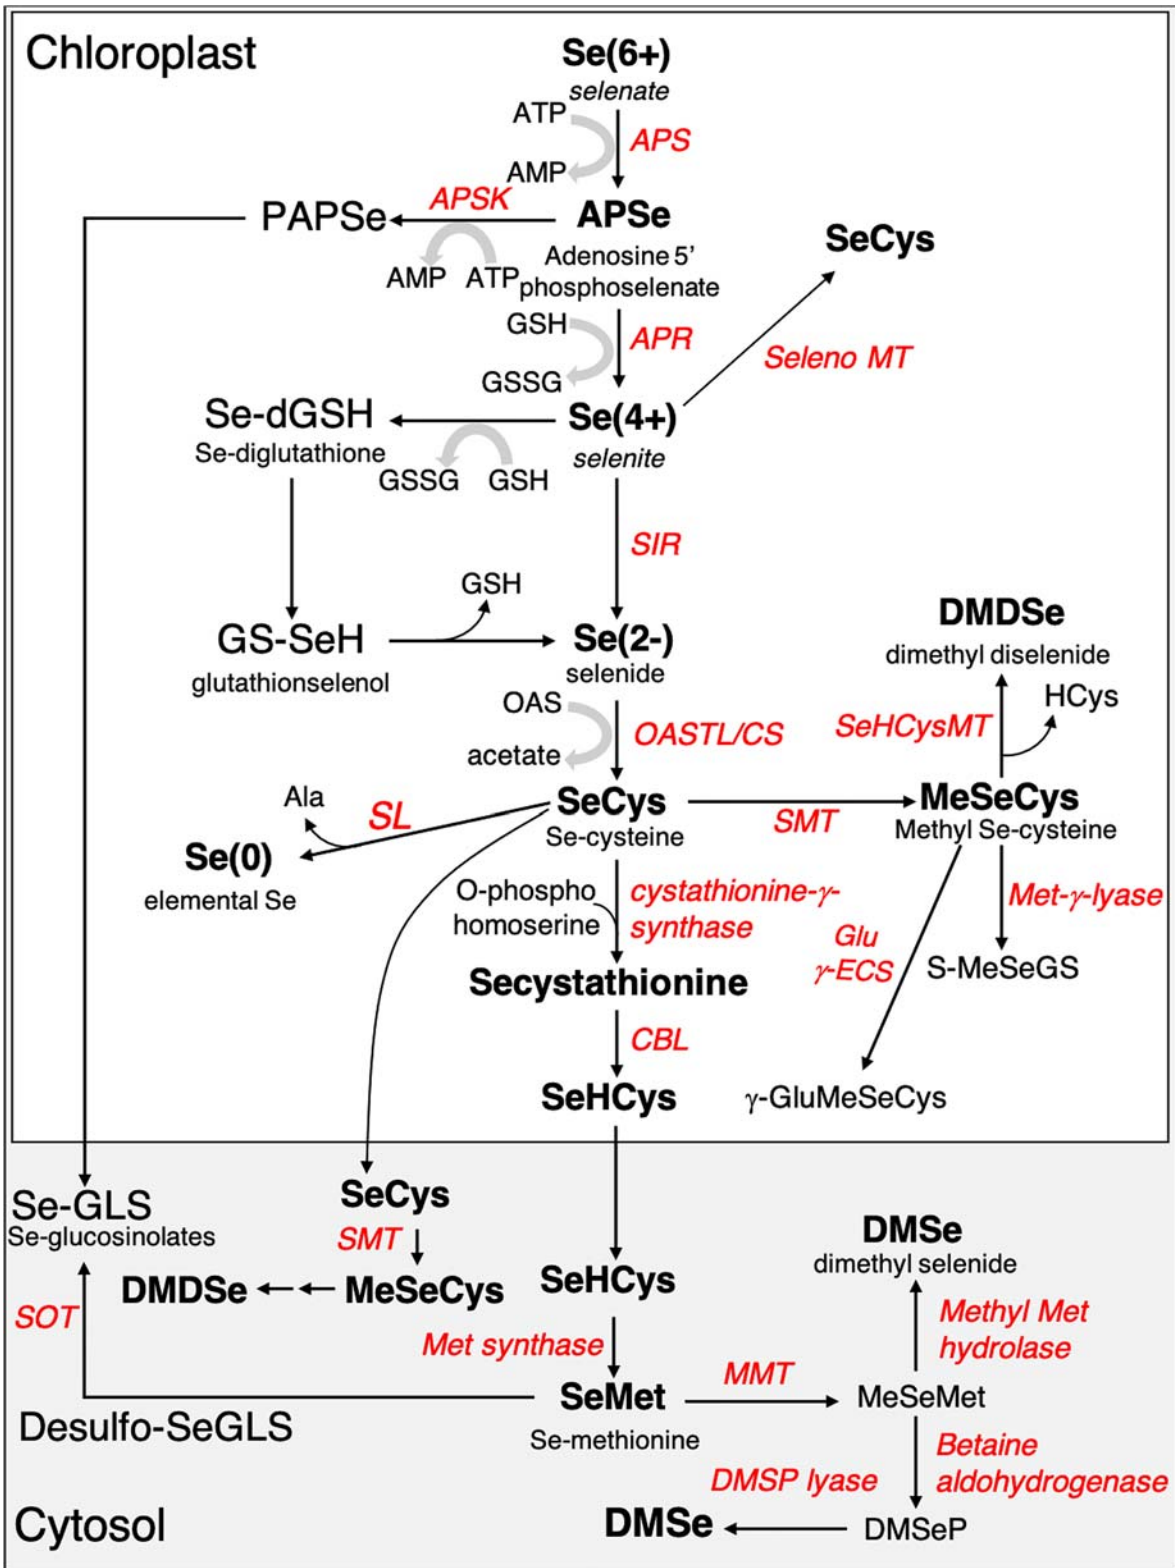 Chloroplast
Se(6+)
selenate
ATP
APS
AMP
PAPSe
APSK
APSe
SeCys
Adenosine 5'
phosphoselenate
AMP
ATP
GSH
APR
Seleno MT
GSSG
Se-dGSH
Se-diglutathione
Se(4+)
selenite
GSSG
GSH
SIR
GSH
DMDSe
dimethyl diselenide
GS-SeH
glutathionselenol
Se(2-)
selenide
HCys
OAS
OASTL/CS
SeHCysMT
acetate
Ala
SL
SeCys
Se-cysteine
SMT
MeSeCys
Methyl Se-cysteine
Se(0)
elemental Se
O-phospho
homoserine
cystathionine-γ-
synthase
Met-γ-lyase
Glu
γ-ECS
S-MeSeGS
Secystathionine
CBL
SeHCys
γ-GluMeSeCys
Se-GLS
Se-glucosinolates
SeCys
SMT
DMSe
dimethyl selenide
DMDSe
MeSeCys
SeHCys
SOT
Met synthase
Methyl Met
hydrolase
MMT
SeMet
Se-methionine
MeSeMet
Desulfo-SeGLS
DMSP lyase
Betaine
aldohydrogenase
Cytosol
DMSe
DMSeP